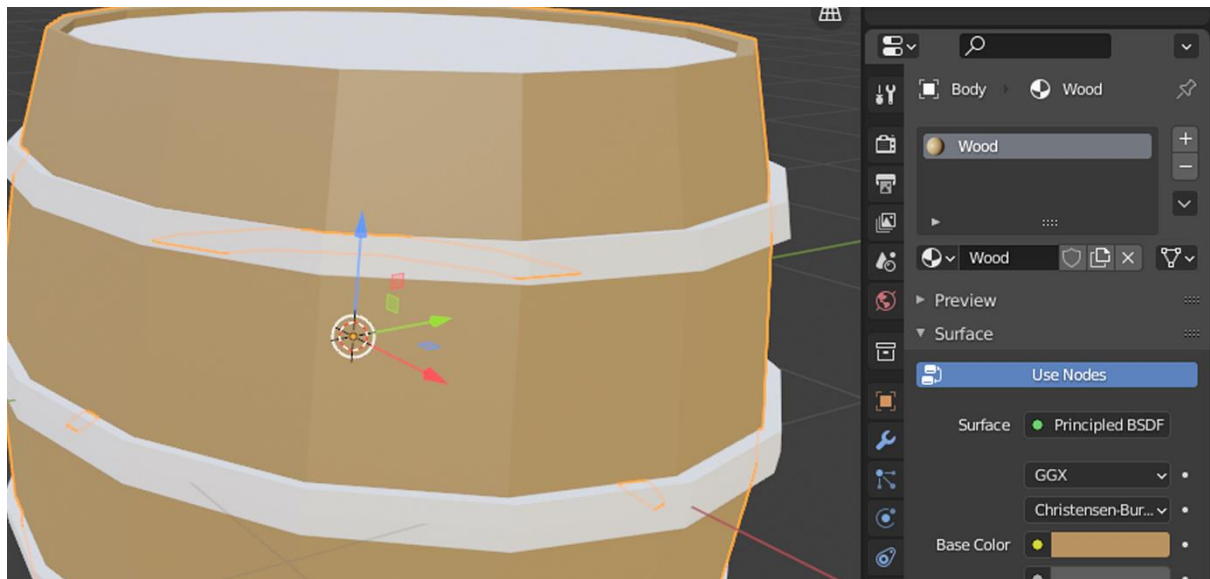 Body Wood
Wood
Wood
Preview
Surface
Use Nodes
Surface Principled BSDF
GGX
Christensen-Bur...
Base Color